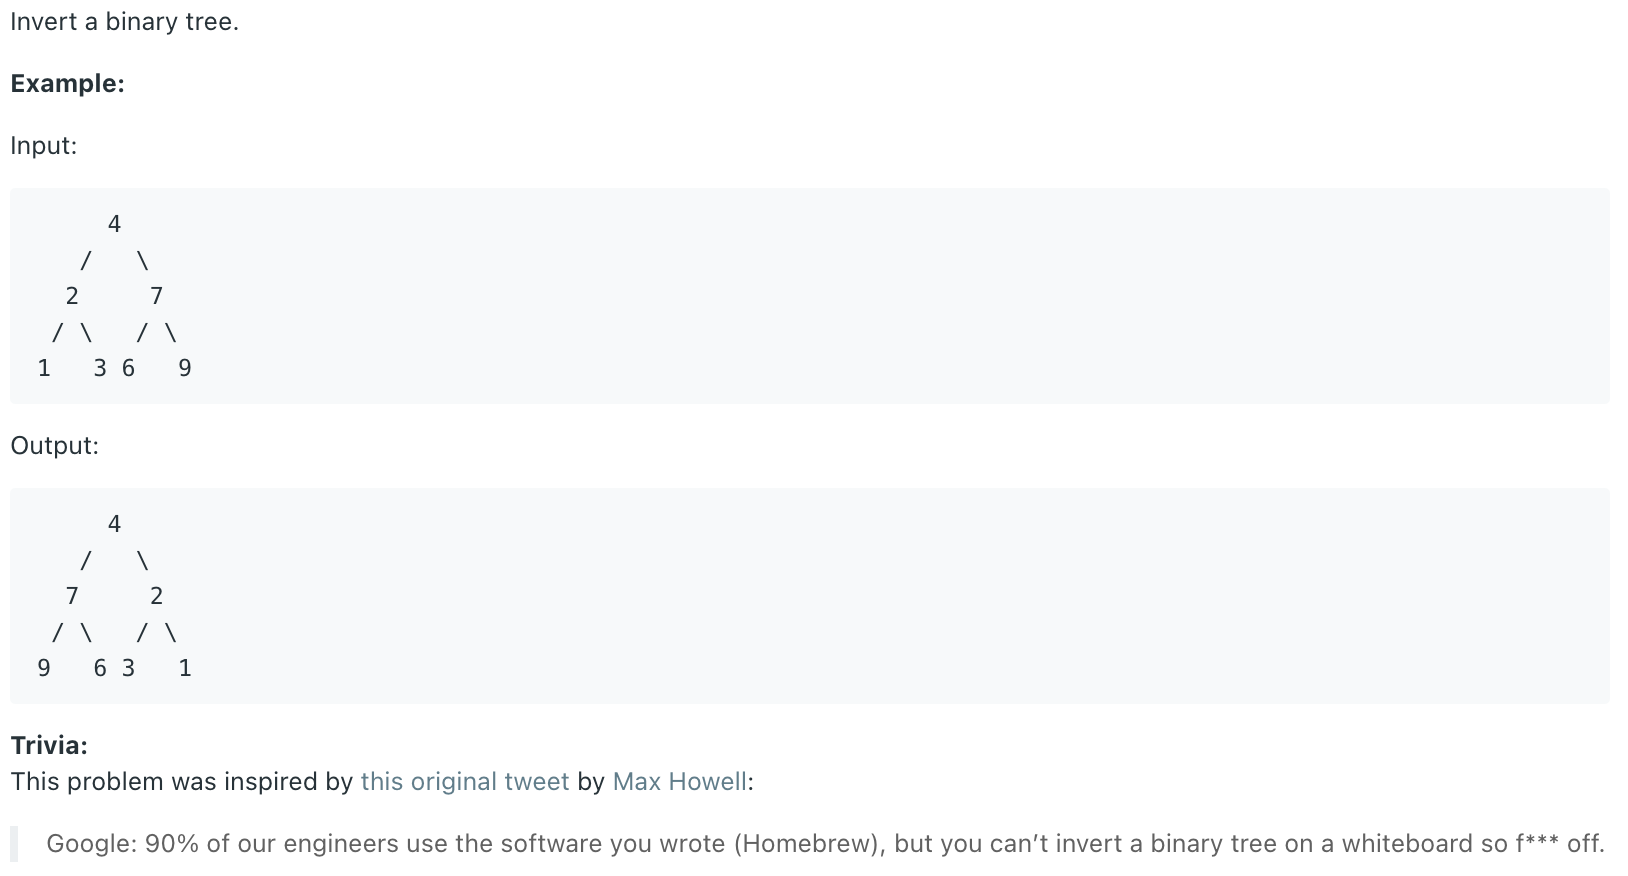 Invert a binary tree.
Example:
Input:
     4
   /   \
  2     7
 / \   / \
1   3 6   9
Output:
     4
   /   \
  7     2
 / \   / \
9   6 3   1
Trivia:
This problem was inspired by this original tweet by Max Howell:
Google: 90% of our engineers use the software you wrote (Homebrew), but you can’t invert a binary tree on a whiteboard so f*** off.